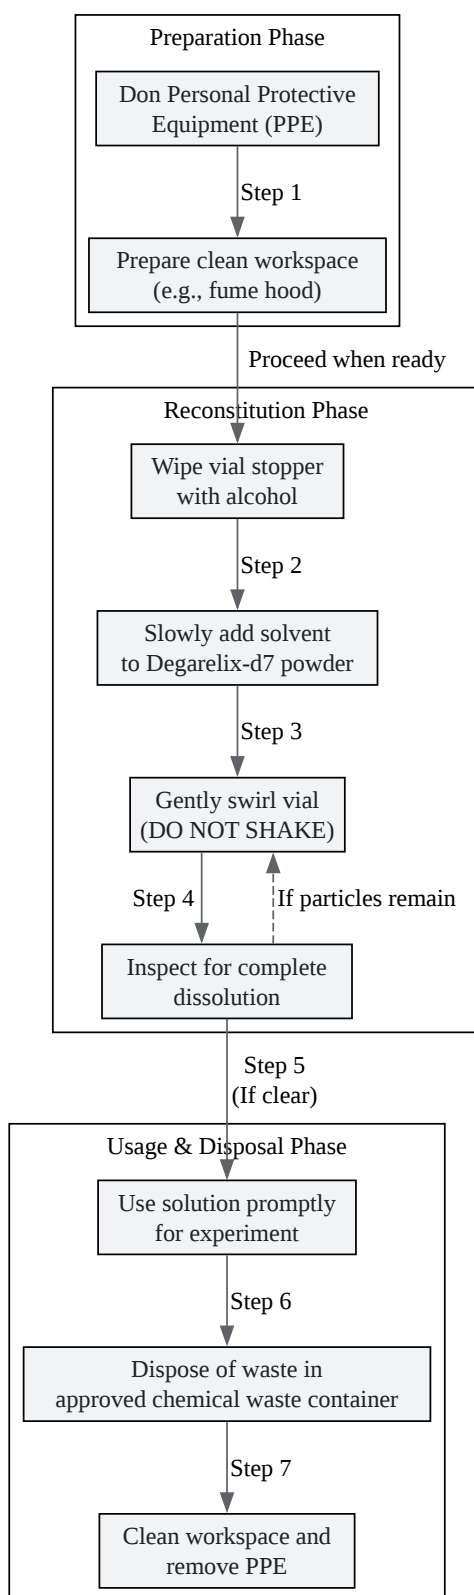 Preparation Phase
Don Personal Protective
Equipment (PPE)
Step 1
Prepare clean workspace
(e.g., fume hood)
Proceed when ready
Reconstitution Phase
Wipe vial stopper
with alcohol
Step 2
Slowly add solvent
to Degarelix-d7 powder
Step 3
Gently swirl vial
(DO NOT SHAKE)
Step 4
If particles remain
Inspect for complete
dissolution
Step 5
(If clear)
Usage & Disposal Phase
Use solution promptly
for experiment
Step 6
Dispose of waste in
approved chemical waste container
Step 7
Clean workspace and
remove PPE